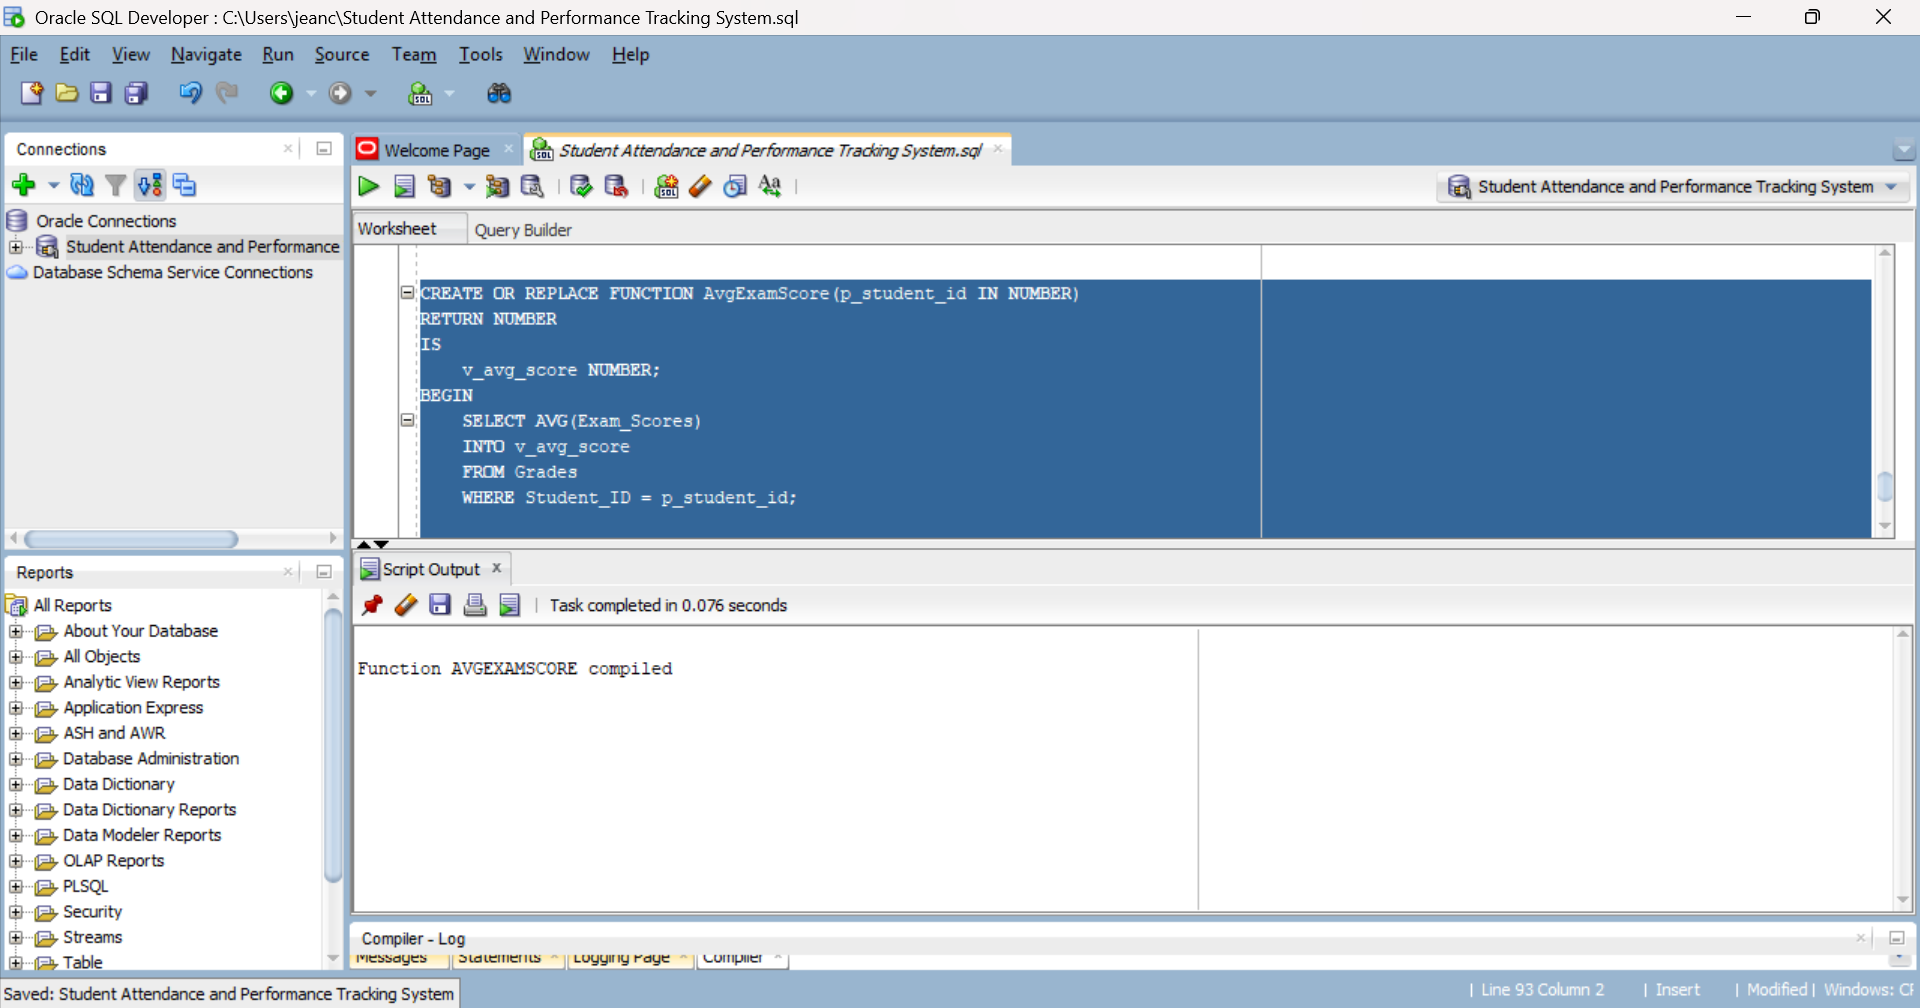 Oracle SQL Developer : C:\Users\jeanc\Student Attendance and Performance Tracking System.sql
File Edit View Navigate Run Source Team Tools Window Help
Connections
Oracle Connections
Student Attendance and Performance
Database Schema Service Connections
Reports
All Reports
About Your Database
All Objects
Analytic View Reports
Application Express
ASH and AWR
Database Administration
Data Dictionary
Data Dictionary Reports
Data Modeler Reports
OLAP Reports
PLSQL
Security
Streams
Table
Welcome Page
Student Attendance and Performance Tracking System.sql
Student Attendance and Performance Tracking System
Worksheet Query Builder
CREATE OR REPLACE FUNCTION AvgExamScore(p_student_id IN NUMBER)
RETURN NUMBER
IS
v_avg_score NUMBER;
BEGIN
SELECT AVG(Exam_Scores)
INTO v_avg_score
FROM Grades
WHERE Student_ID = p_student_id;
Script Output
Task completed in 0.076 seconds
Function AVGEXAMSCORE compiled
Compiler - Log
Messages Statements Logging Page Compiler
Saved: Student Attendance and Performance Tracking System
Line 93 Column 2 | Insert | Modified | Windows: